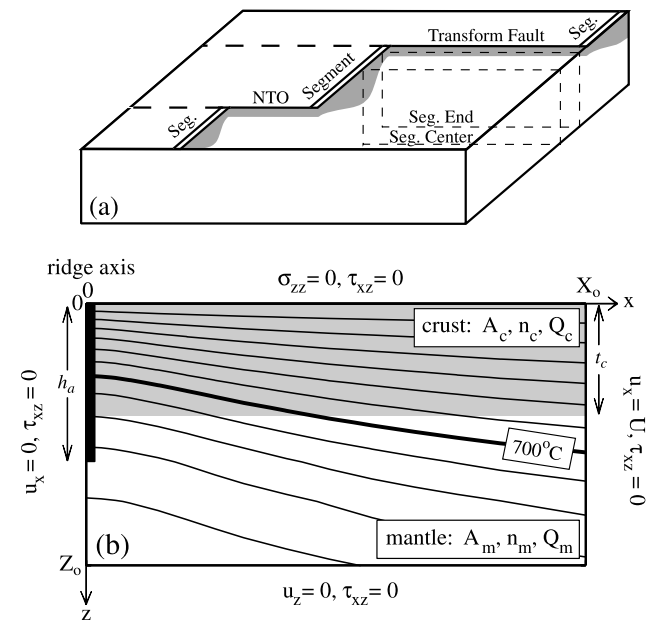 Transform Fault
Seg.
Segment
NTO
Seg.
Seg. End
Seg. Center
(a)
ridge axis
σzz= 0, τxz= 0
0
Xo
0
x
crust: Ac, nc, Qc
ha
tc
ux= 0, τxz= 0
ux= U, τxz= 0
700oC
(b)
mantle: Am, nm, Qm
Zo
uz= 0, τxz= 0
z